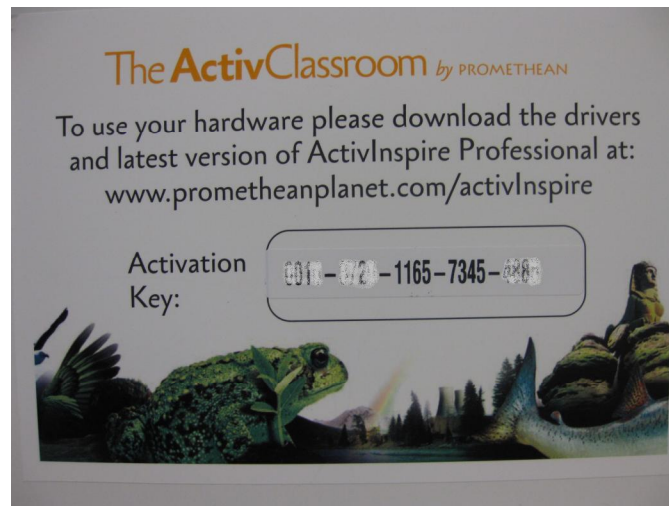 The ActivClassroom by PROMETHEAN
To use your hardware please download the drivers
and latest version of ActivInspire Professional at:
www.prometheanplanet.com/activInspire
Activation
Key:
-1165-7345-